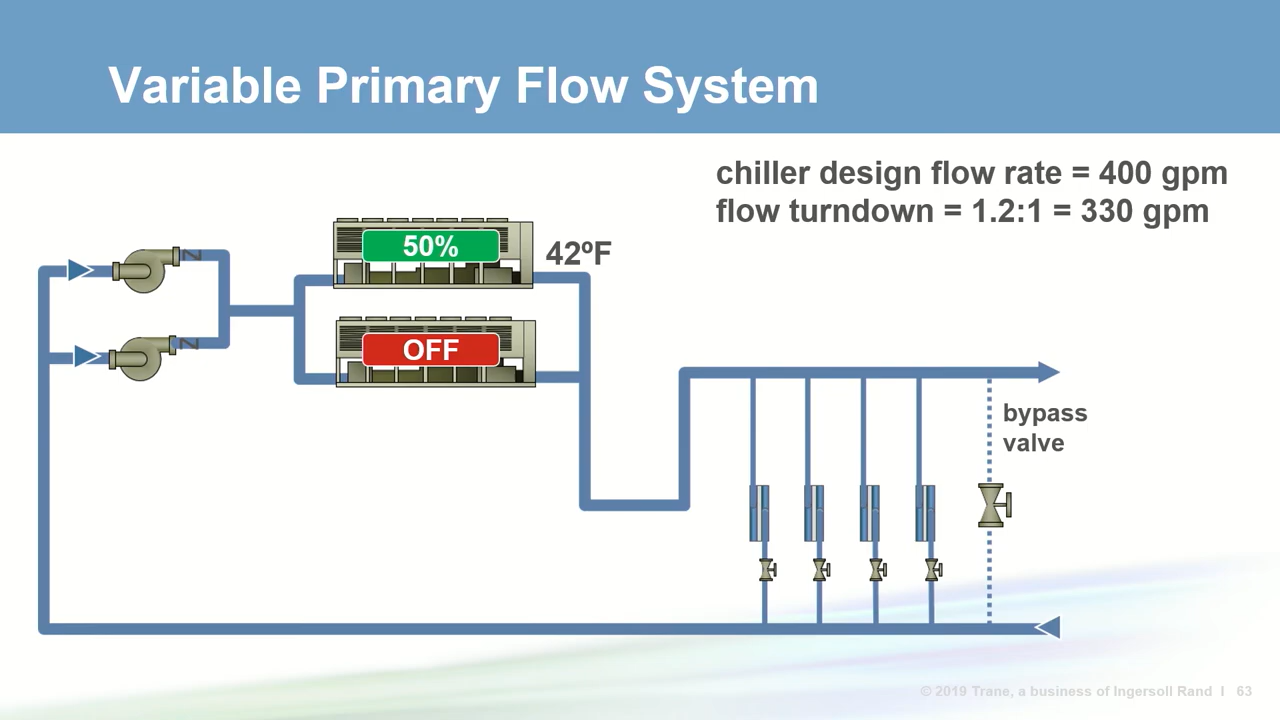 Variable Primary Flow System
chiller design flow rate = 400 gpm
flow turndown = 1.2:1 = 330 gpm
50%
42ºF
OFF
bypass
valve
© 2019 Trane, a business of Ingersoll Rand I 63